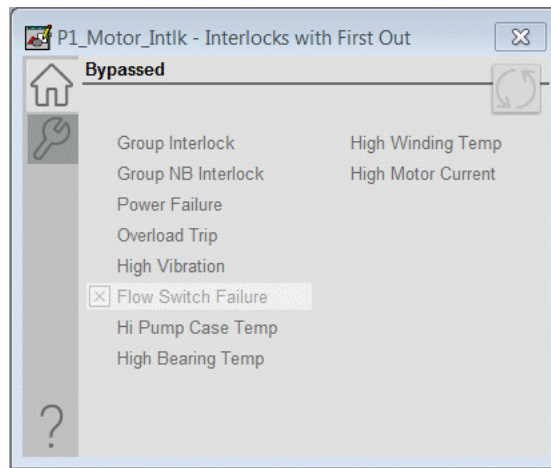 P1_Motor_Intlk - Interlocks with First Out
Bypassed
Group Interlock
Group NB Interlock
Power Failure
Overload Trip
High Vibration
Flow Switch Failure
Hi Pump Case Temp
High Bearing Temp
High Winding Temp
High Motor Current
?